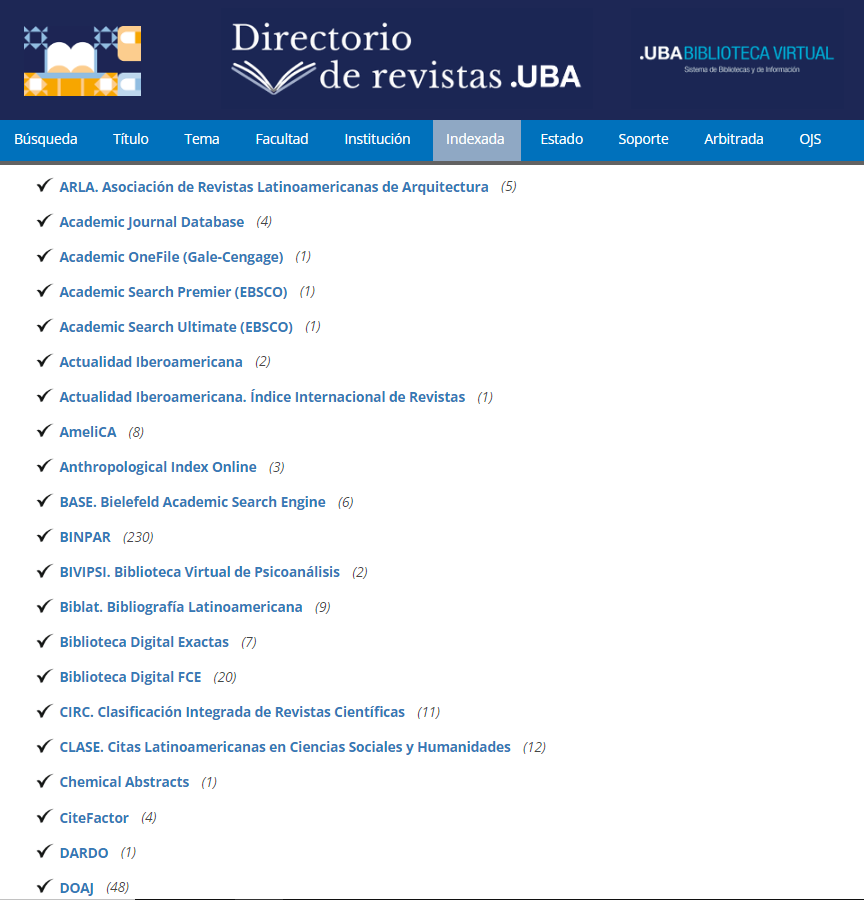 Directorio
de revistas .UBA
.UBABIBLIOTECA VIRTUAL
Sistema de Bibliotecas y de Información
Búsqueda Título Tema Facultad Institución Indexada Estado Soporte Arbitrada OJS
ARLA. Asociación de Revistas Latinoamericanas de Arquitectura (5)
Academic Journal Database (4)
Academic OneFile (Gale-Cengage) (1)
Academic Search Premier (EBSCO) (1)
Academic Search Ultimate (EBSCO) (1)
Actualidad Iberoamericana (2)
Actualidad Iberoamericana. Índice Internacional de Revistas (1)
AmeliCA (8)
Anthropological Index Online (3)
BASE. Bielefeld Academic Search Engine (6)
BINPAR (230)
BIVIPSI. Biblioteca Virtual de Psicoanálisis (2)
Biblat. Bibliografía Latinoamericana (9)
Biblioteca Digital Exactas (7)
Biblioteca Digital FCE (20)
CIRC. Clasificación Integrada de Revistas Científicas (11)
CLASE. Citas Latinoamericanas en Ciencias Sociales y Humanidades (12)
Chemical Abstracts (1)
CiteFactor (4)
DARDO (1)
DOAJ (48)